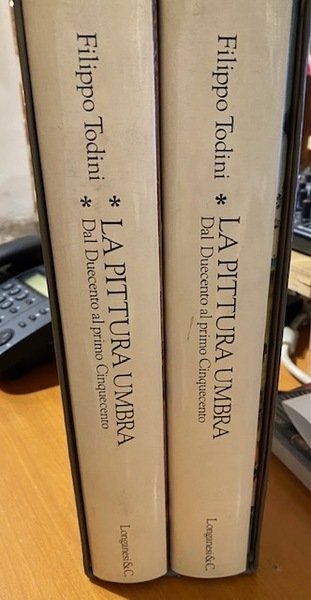 Filippo Todini
* *
LA PITTURA UMBRA
Dal Duecento al primo Cinquecento
Longanesi & C.
Filippo Todini
*
LA PITTURA UMBRA
Dal Duecento al primo Cinquecento
Longanesi & C.